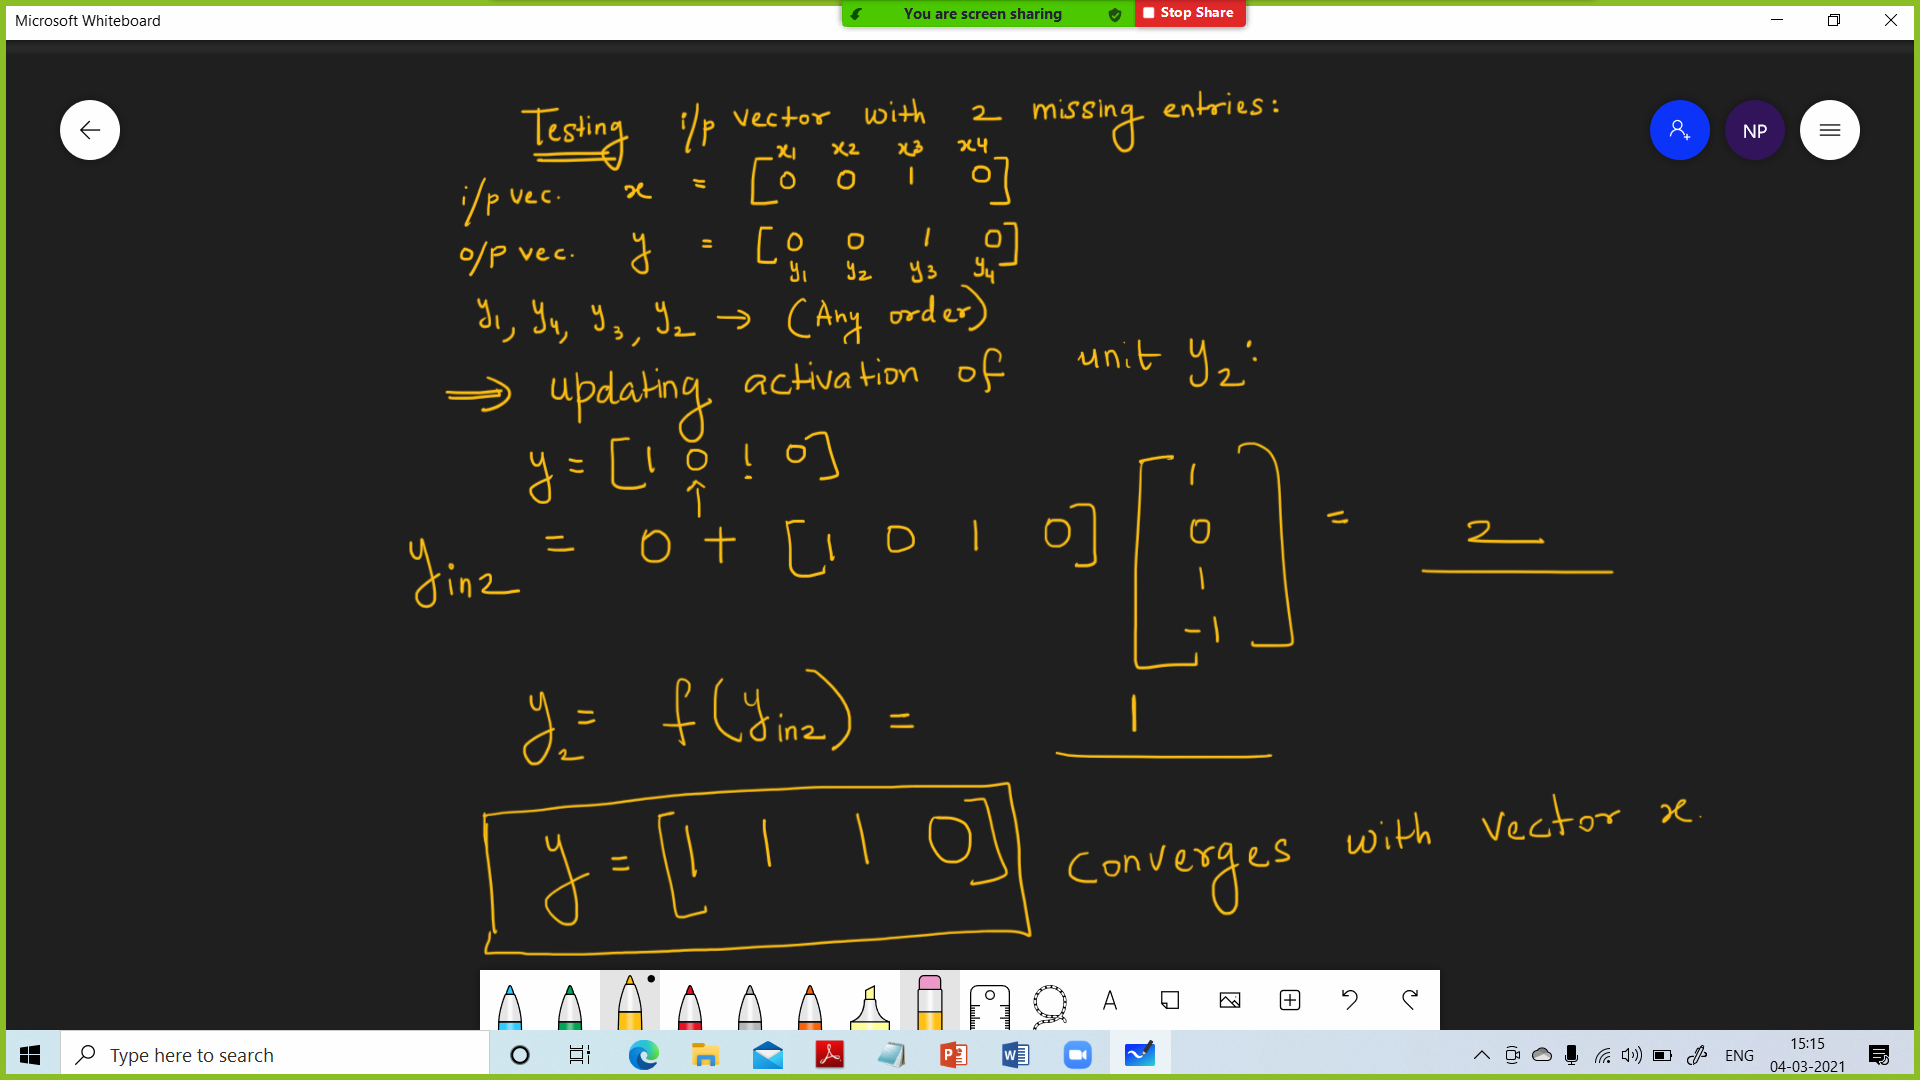 You are screen sharing
Stop Share
Microsoft Whiteboard
NP
Testing i/p vector with 2 missing entries:
x1 x2 x3 x4
i/p vec. x = [0 0 1 0]
o/p vec. y = [0 0 1 0]
y1 y2 y3 y4
y1, y4, y3, y2 → (Any order)
⇒ updating activation of unit y2:
y = [1 0 1 0]
↑
yin2 = 0 + [1 0 1 0] [1 0 1 -1] = 2
y2 = f(yin2) = 1
y = [1 1 1 0] Converges with vector x.
A
Type here to search
ENG
15:15
04-03-2021